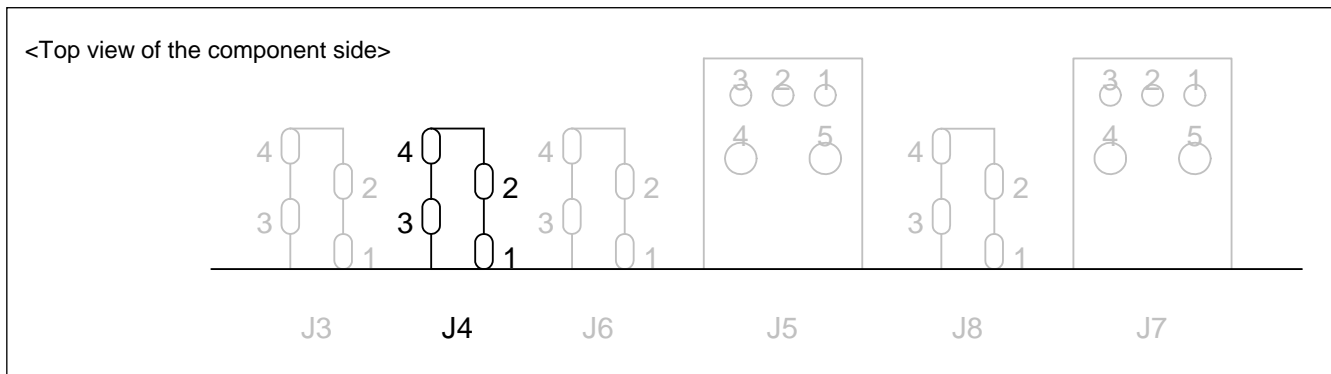 <Top view of the component side>
3 2 1 3 2 1
4 4 4 4 5 4 4 5
2 2 2 2
3 3 3 3
1 1 1 1
J3 J4 J6 J5 J8 J7